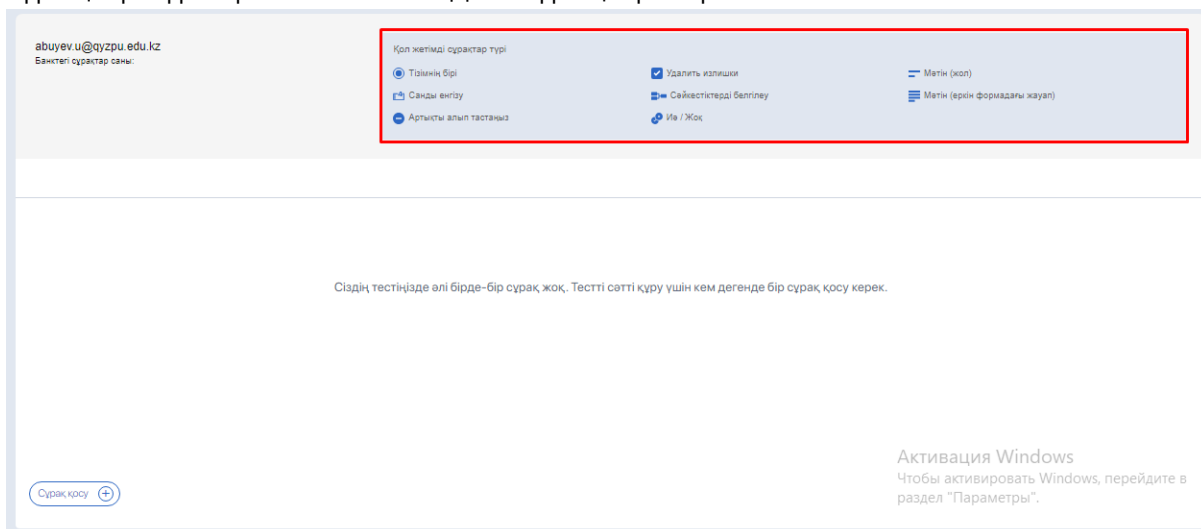 abuyev.u@qyzpu.edu.kz
Банктегі сұрақтар саны:
Қол жетімді сұрақтар түрі
Тізімнің бірі
Удалить излишки
Мәтін (жол)
Санды енгізу
Сәйкестіктерді белгілеу
Мәтін (еркін формадағы жауап)
Артықты алып тастаңыз
Иә / Жоқ
Сіздің тестіңізде әлі бірде-бір сұрақ жоқ. Тестті сәтті құру үшін кем дегенде бір сұрақ қосу керек.
Активация Windows
Чтобы активировать Windows, перейдите в
раздел "Параметры".
Сұрақ қосу